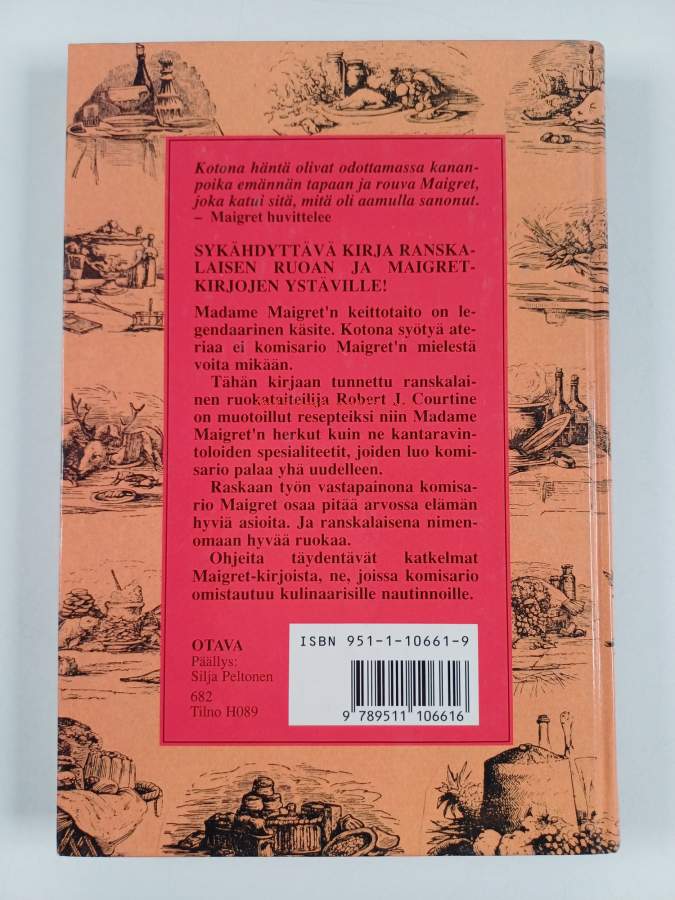 Kotona häntä olivat odottamassa kanan-
poika emännän tapaan ja rouva Maigret,
joka katui sitä, mitä oli aamulla sanonut.
– Maigret huvittelee
SYKÄHDYTTÄVÄ KIRJA RANSKA-
LAISEN RUOAN JA MAIGRET-
KIRJOJEN YSTÄVILLE!
Madame Maigret'n keittotaito on le-
gendaarinen käsite. Kotona syötyä ate-
riaa ei komisario Maigret'n mielestä
voita mikään.
Tähän kirjaan tunnettu ranskalai-
nen ruokataiteilija Robert J. Courtine
on muotoillut resepteiksi niin Madame
Maigret'n herkut kuin ne kantaravin-
toloiden spesialiteetit, joiden luo komi-
sario palaa yhä uudelleen.
Raskaan työn vastapainona komisa-
rio Maigret osaa pitää arvossa elämän
hyviä asioita. Ja ranskalaisena nimen-
omaan hyvää ruokaa.
Ohjeita täydentävät katkelmat
Maigret-kirjoista, ne, joissa komisario
omistautuu kulinaarisille nautinnoille.
OTAVA
Päällys:
Silja Peltonen
682
Tilno H089
ISBN 951-1-10661-9
9 789511 106616